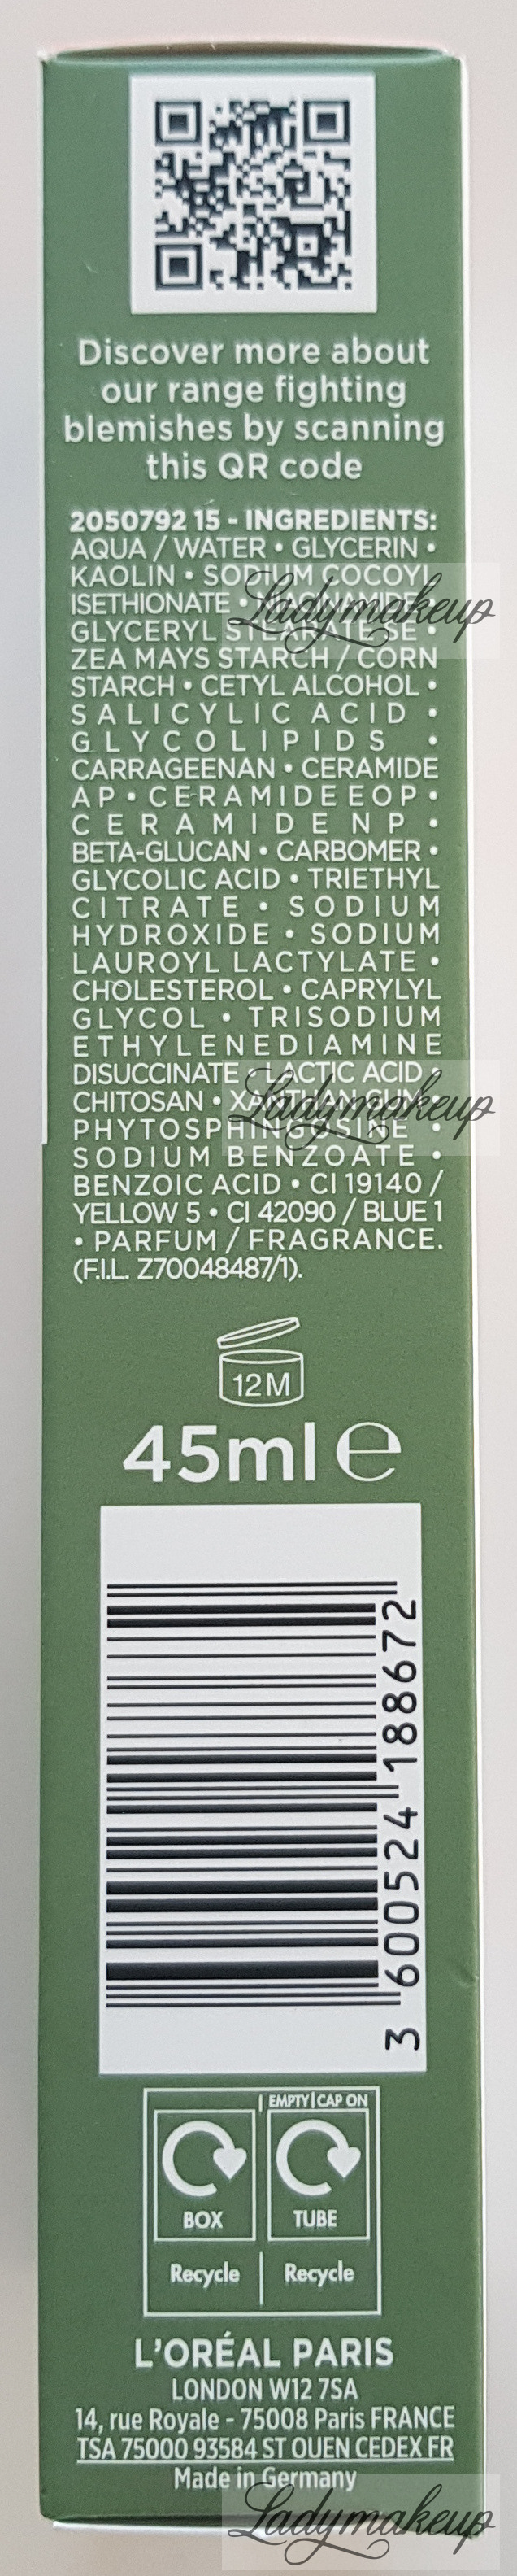 Discover more about
our range fighting
blemishes by scanning
this QR code
2050792 15 - INGREDIENTS:
AQUA / WATER • GLYCERIN •
KAOLIN • SODIUM COCOYL
ISETHIONATE •
Ladymakeup
GLYCERYL
ZEA MAYS STARCH / CORN
STARCH • CETYL ALCOHOL •
SALICYLIC ACID •
GLYCOLIPIDS •
CARRAGEENAN • CERAMIDE
AP • CERAMIDE EOP •
CERAMIDE NP •
BETA-GLUCAN • CARBOMER •
GLYCOLIC ACID • TRIETHYL
CITRATE • SODIUM
HYDROXIDE • SODIUM
LAUROYL LACTYLATE •
CHOLESTEROL • CAPRYLYL
GLYCOL • TRISODIUM
ETHYLENEDIAMINE
DISUCCINATE • LACTIC ACID •
CHITOSAN • XANTHAN GUM •
Ladymakeup
PHYTOSPHINGOSINE •
SODIUM BENZOATE •
BENZOIC ACID • CI 19140 /
YELLOW 5 • CI 42090 / BLUE 1
• PARFUM / FRAGRANCE.
(F.I.L. Z70048487/1).
12M
45ml e
3 600524 188672
EMPTY | CAP ON
BOX TUBE
Recycle Recycle
L'ORÉAL PARIS
LONDON W12 7SA
14, rue Royale - 75008 Paris FRANCE
TSA 75000 93584 ST OUEN CEDEX FR
Made in Germany
Ladymakeup